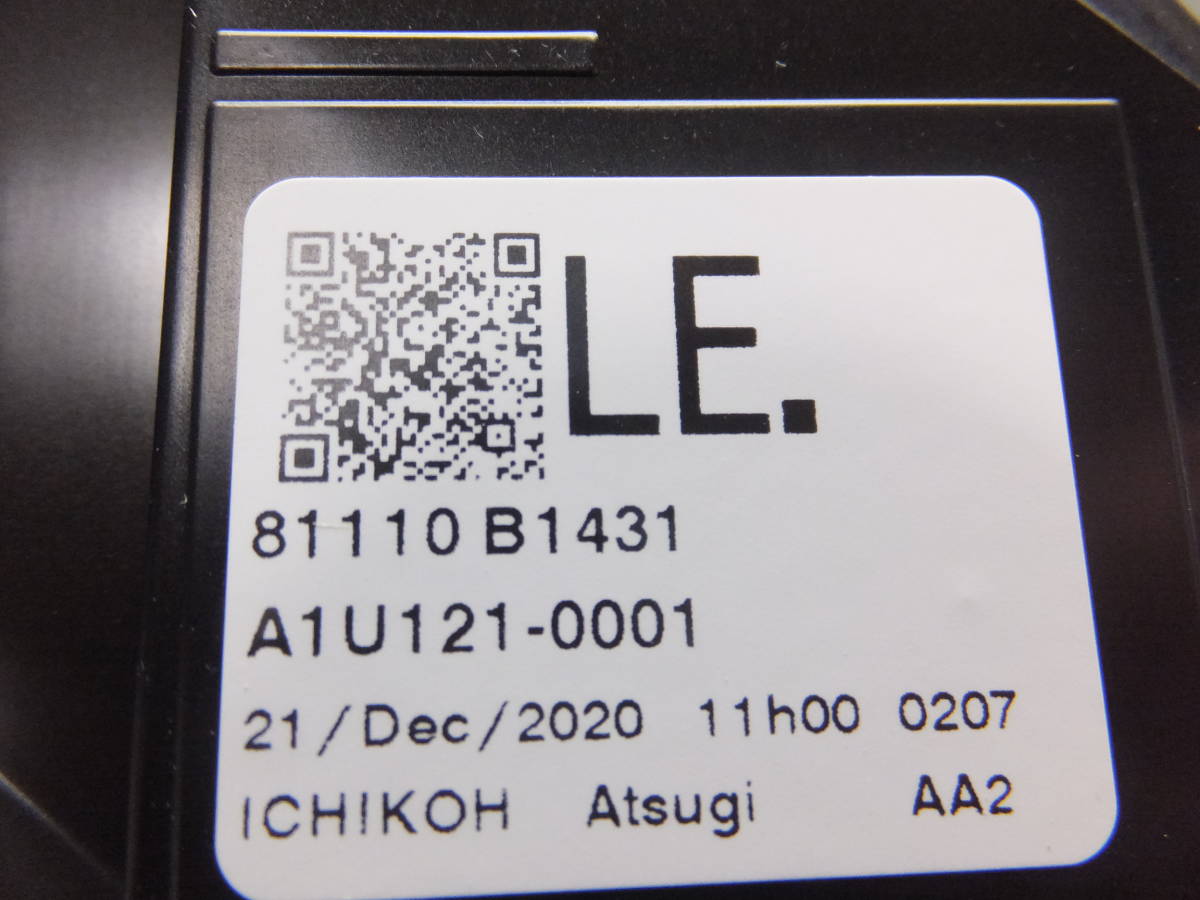 LE.
81110 B1431
A1U121-0001
21/Dec/2020 11h00 0207
ICHIKOH Atsugi AA2